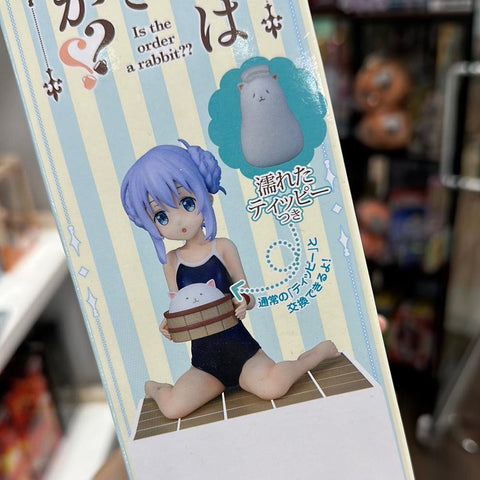 か
は
??
Is the
order
a rabbit??
濡れた
ティッピー
つき
通常の「ティッピー」と
交換できるよ!